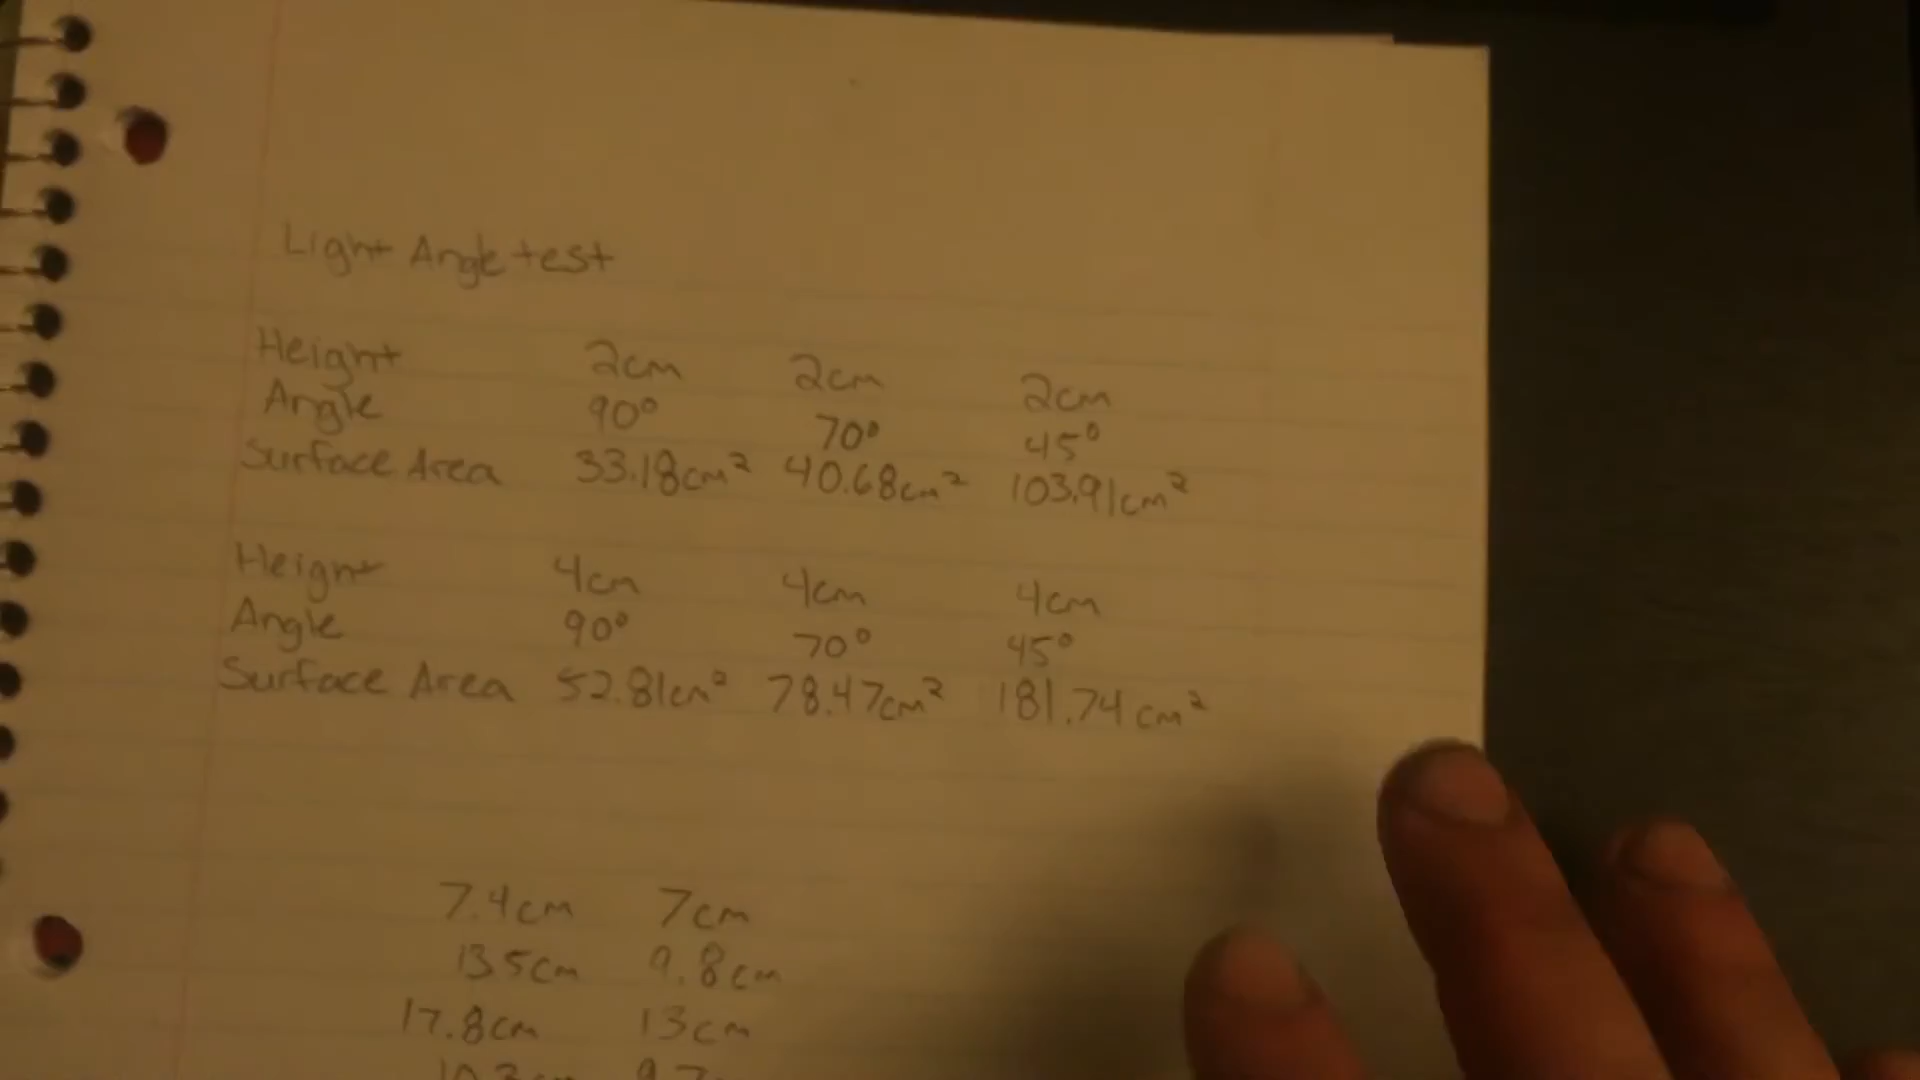 Light Angle test
Height 2cm 2cm 2cm
Angle 90° 70° 45°
Surface Area 33.18cm² 40.68cm² 103.91cm²
Height 4cm 4cm 4cm
Angle 90° 70° 45°
Surface Area 52.81cm² 78.47cm² 181.74cm²
7.4cm 7cm
13.5cm 9.8cm
17.8cm 13cm